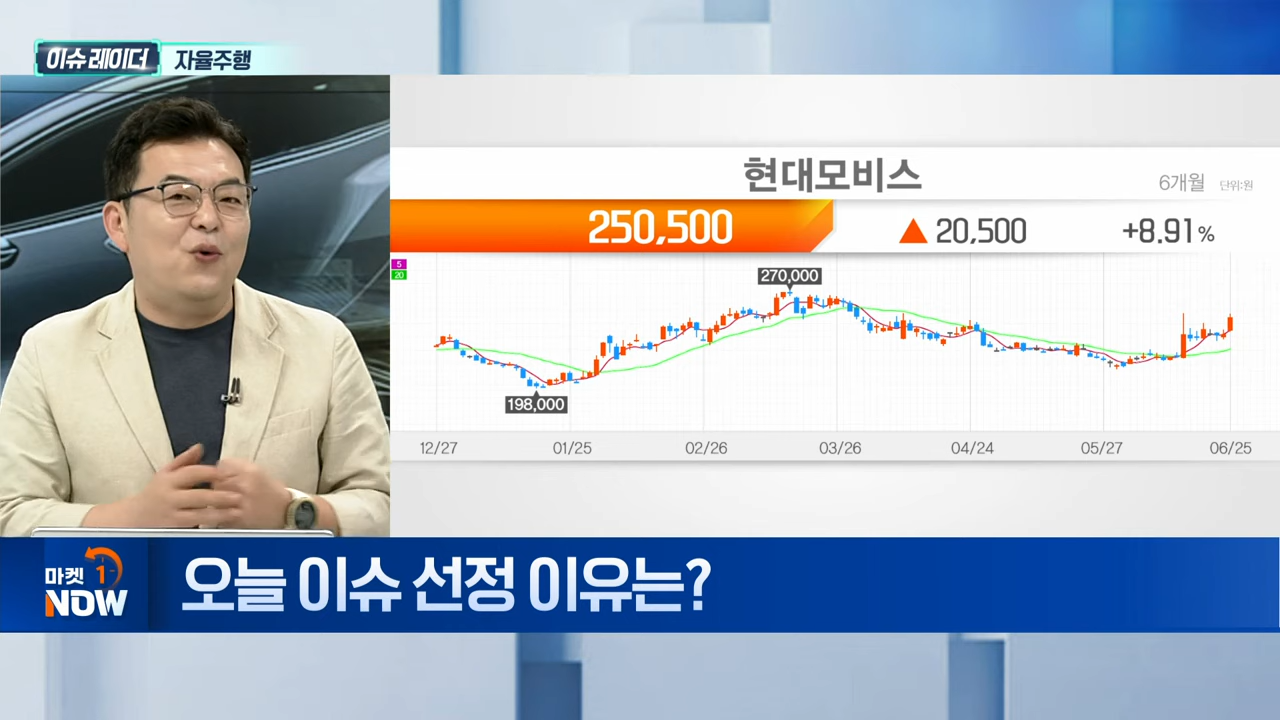 이슈 레이더 자율주행
현대모비스
6개월 단위:원
250,500 ▲ 20,500 +8.91%
5
20
270,000
198,000
12/27 01/25 02/26 03/26 04/24 05/27 06/25
마켓 1
NOW
오늘 이슈 선정 이유는?